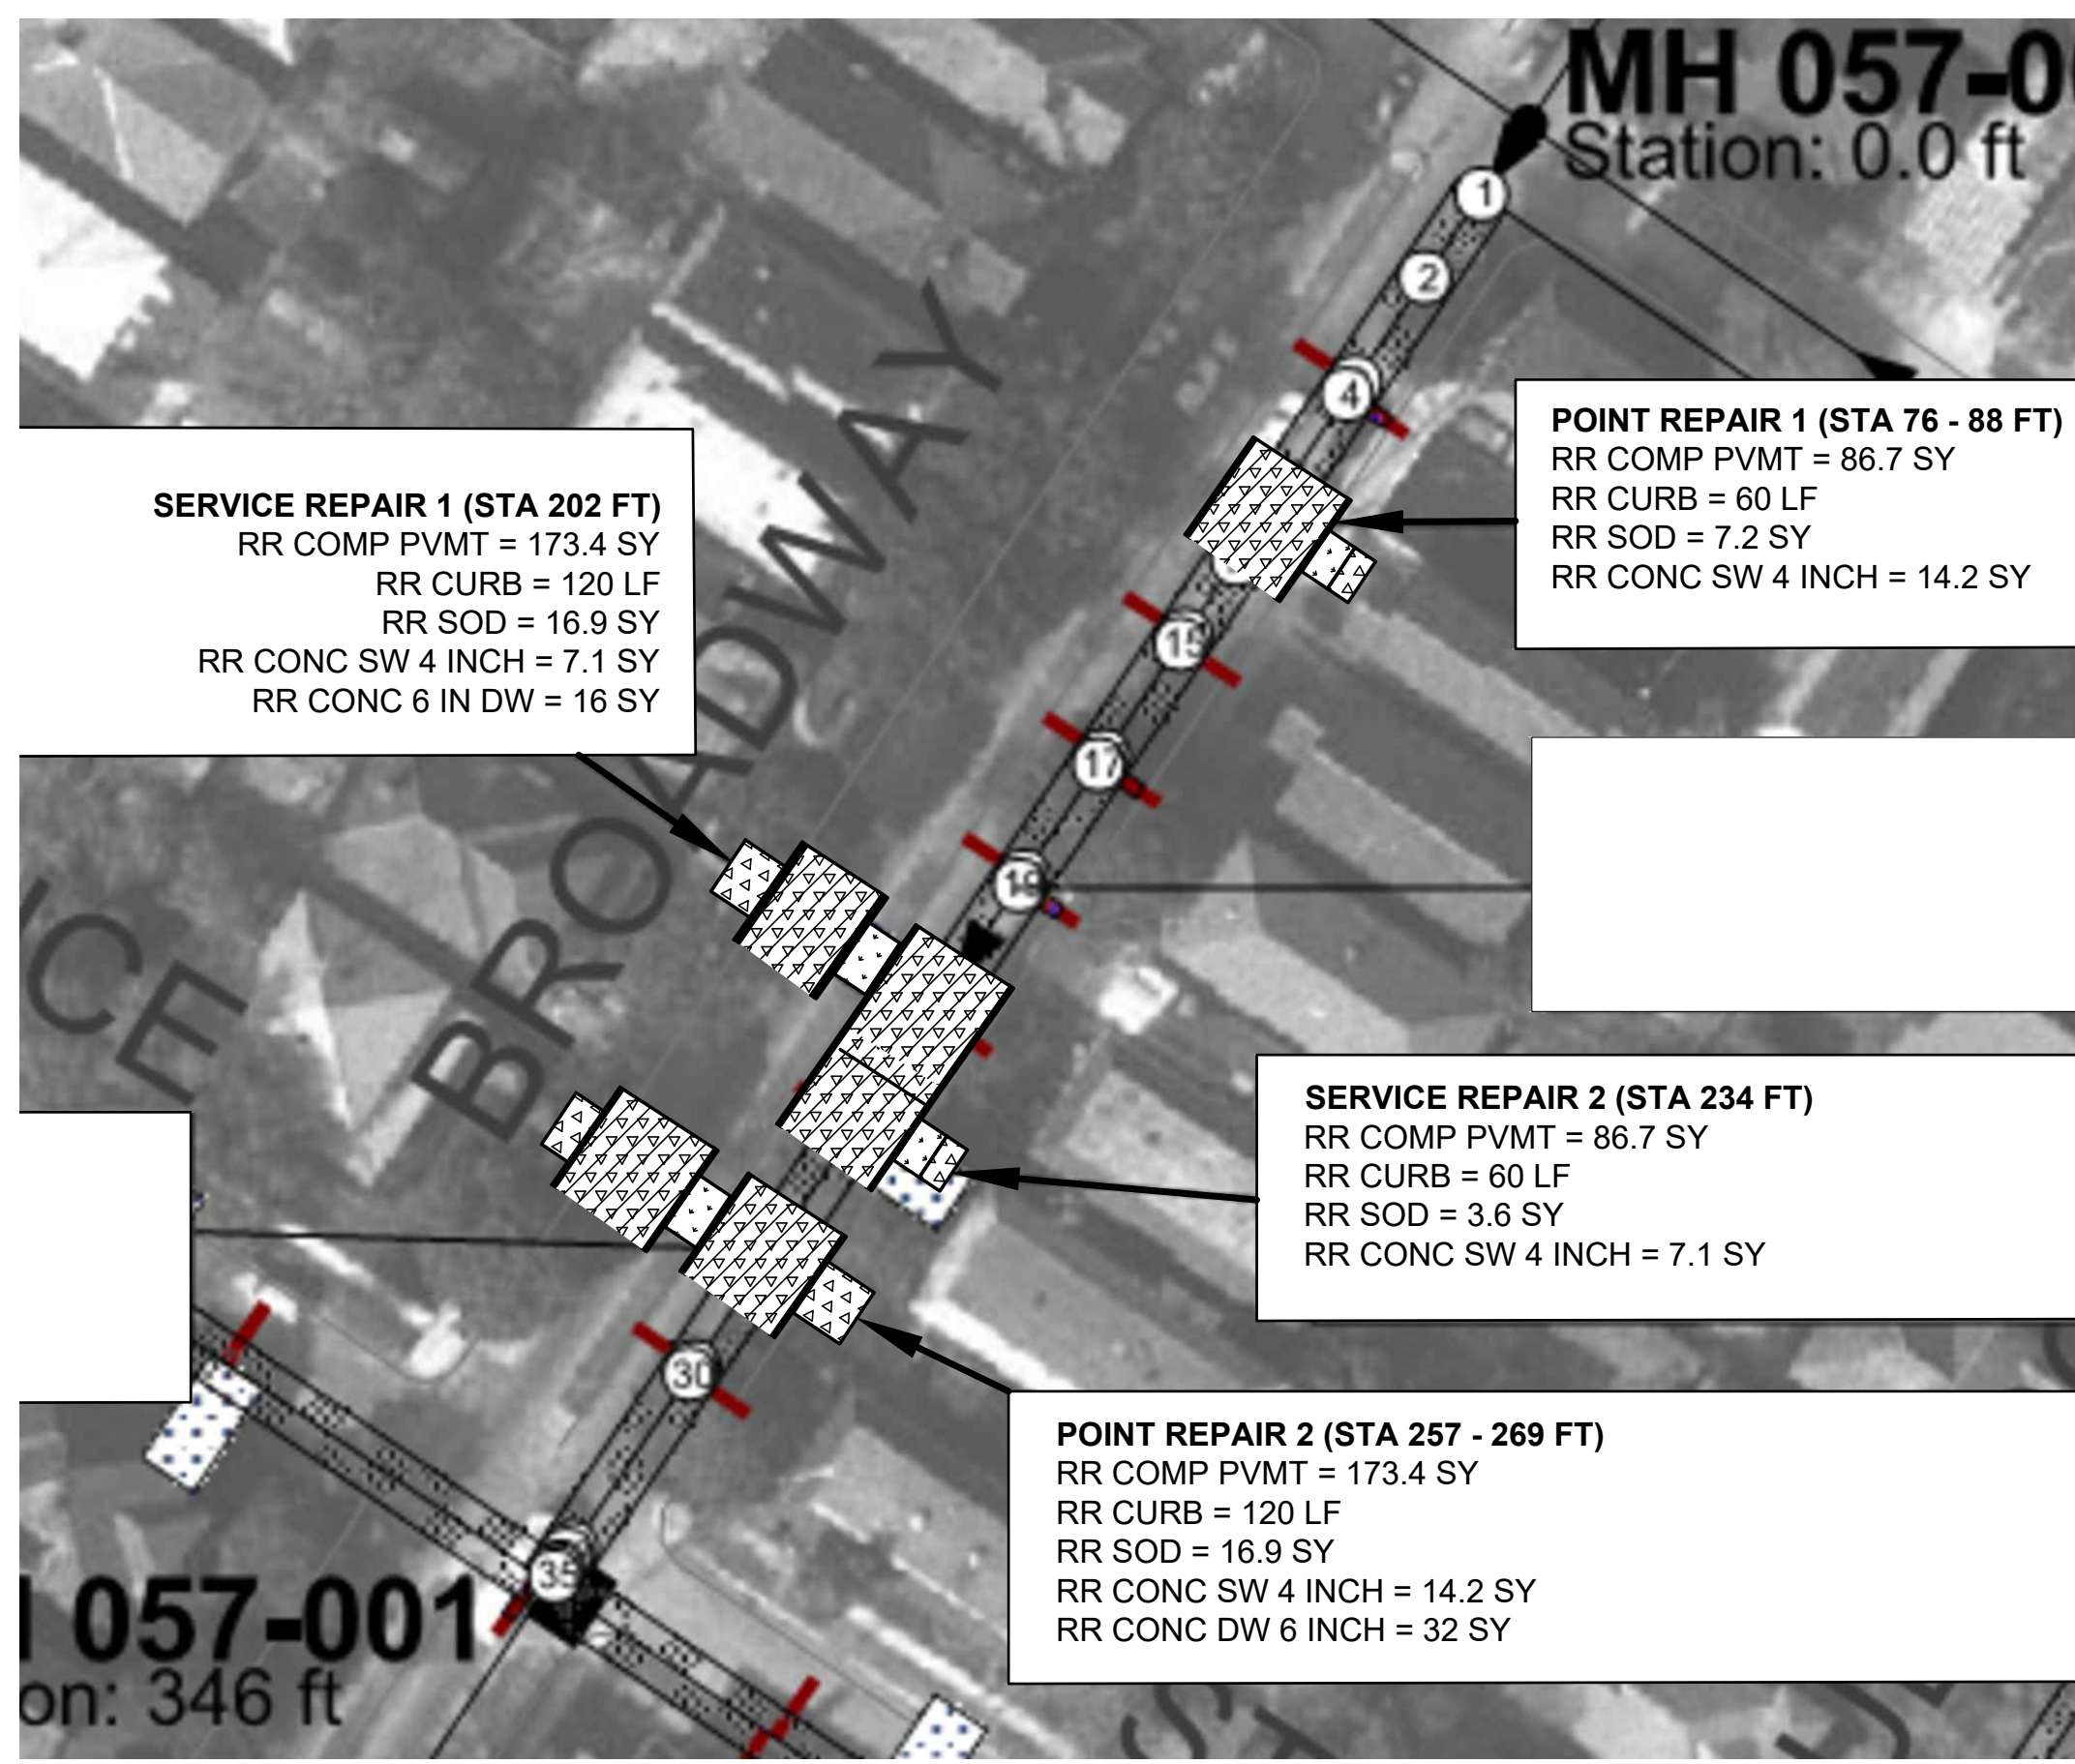 MH 057-0
Station: 0.0 ft
1
2
4
POINT REPAIR 1 (STA 76 - 88 FT)
RR COMP PVMT = 86.7 SY
RR CURB = 60 LF
RR SOD = 7.2 SY
RR CONC SW 4 INCH = 14.2 SY
SERVICE REPAIR 1 (STA 202 FT)
RR COMP PVMT = 173.4 SY
RR CURB = 120 LF
RR SOD = 16.9 SY
RR CONC SW 4 INCH = 7.1 SY
RR CONC 6 IN DW = 16 SY
BROADWAY
15
17
19
CE
SERVICE REPAIR 2 (STA 234 FT)
RR COMP PVMT = 86.7 SY
RR CURB = 60 LF
RR SOD = 3.6 SY
RR CONC SW 4 INCH = 7.1 SY
30
POINT REPAIR 2 (STA 257 - 269 FT)
RR COMP PVMT = 173.4 SY
RR CURB = 120 LF
RR SOD = 16.9 SY
RR CONC SW 4 INCH = 14.2 SY
RR CONC DW 6 INCH = 32 SY
35
057-001
on: 346 ft
ST